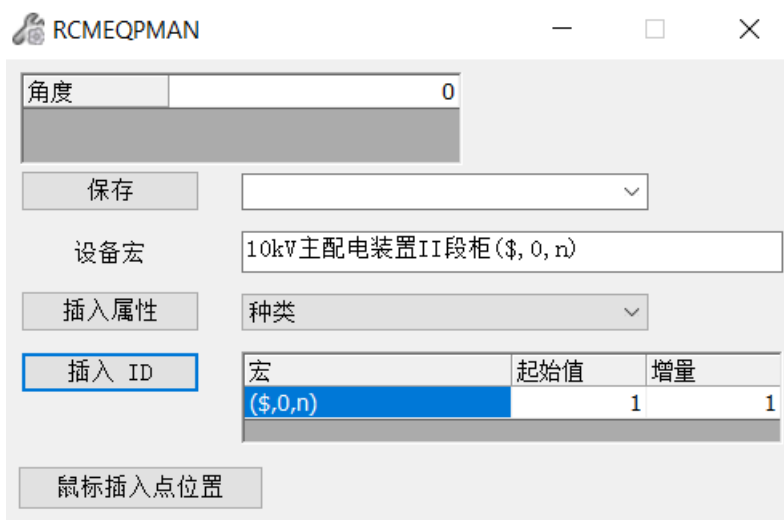 RCMEQPMAN
角度 0
保存
设备宏 10kV主配电装置II段柜($,0,n)
插入属性 种类
插入 ID 宏 起始值 增量
($,0,n) 1 1
鼠标插入点位置